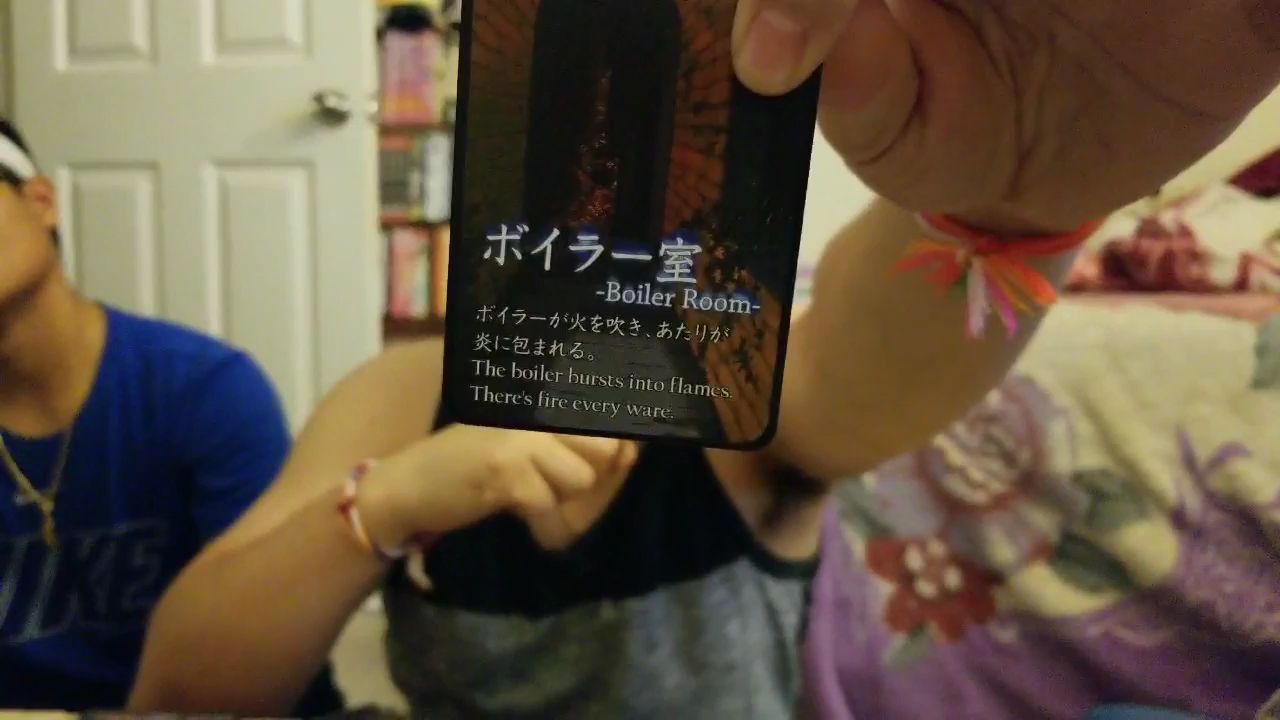 ボイラー室
-Boiler Room-
ボイラーが火を吹き、あたりが
炎に包まれる。
The boiler bursts into flames.
There's fire every ware.
NIKE